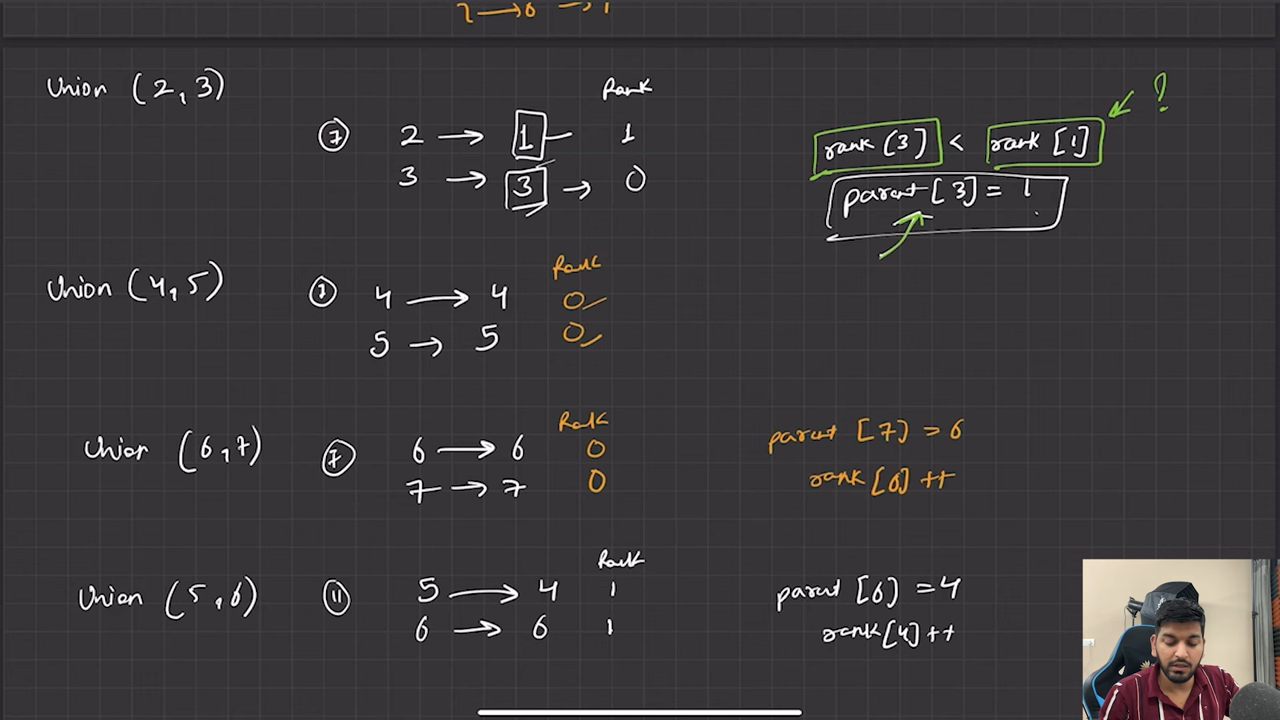 Union (2,3)
Rank
① 2 → 1 1
3 → 3 → 0
rank [3] < rank [1] ?
parent [3] = 1
Union (4,5)
Rank
① 4 → 4 0
5 → 5 0
Union (6,7)
Rank
① 6 → 6 0
7 → 7 0
parent [7] = 6
rank [6] ++
Union (5,6)
Rank
⑪ 5 → 4 1
6 → 6 1
parent [6] = 4
rank [4] ++